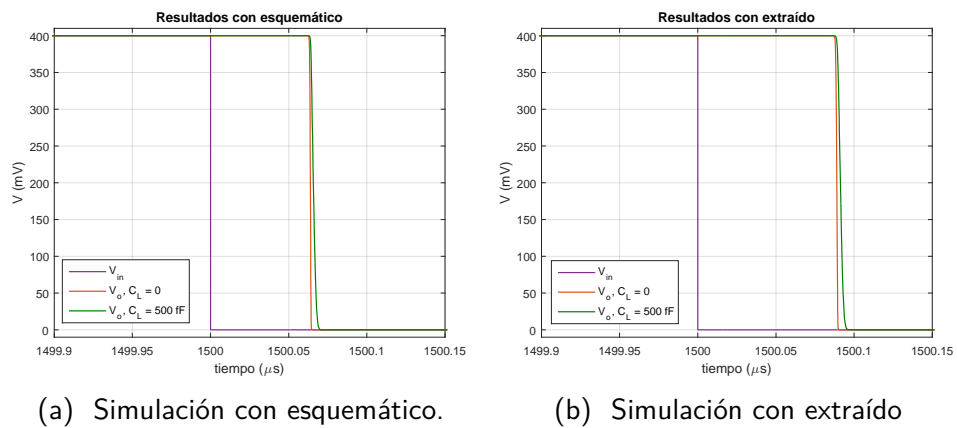 Resultados con esquemático
V (mV)
400
350
300
250
200
150
100
50
0
V_in
V_o, C_L = 0
V_o, C_L = 500 fF
1499.9 1499.95 1500 1500.05 1500.1 1500.15
tiempo (μs)
(a) Simulación con esquemático.
Resultados con extraído
V (mV)
400
350
300
250
200
150
100
50
0
V_in
V_o, C_L = 0
V_o, C_L = 500 fF
1499.9 1499.95 1500 1500.05 1500.1 1500.15
tiempo (μs)
(b) Simulación con extraído